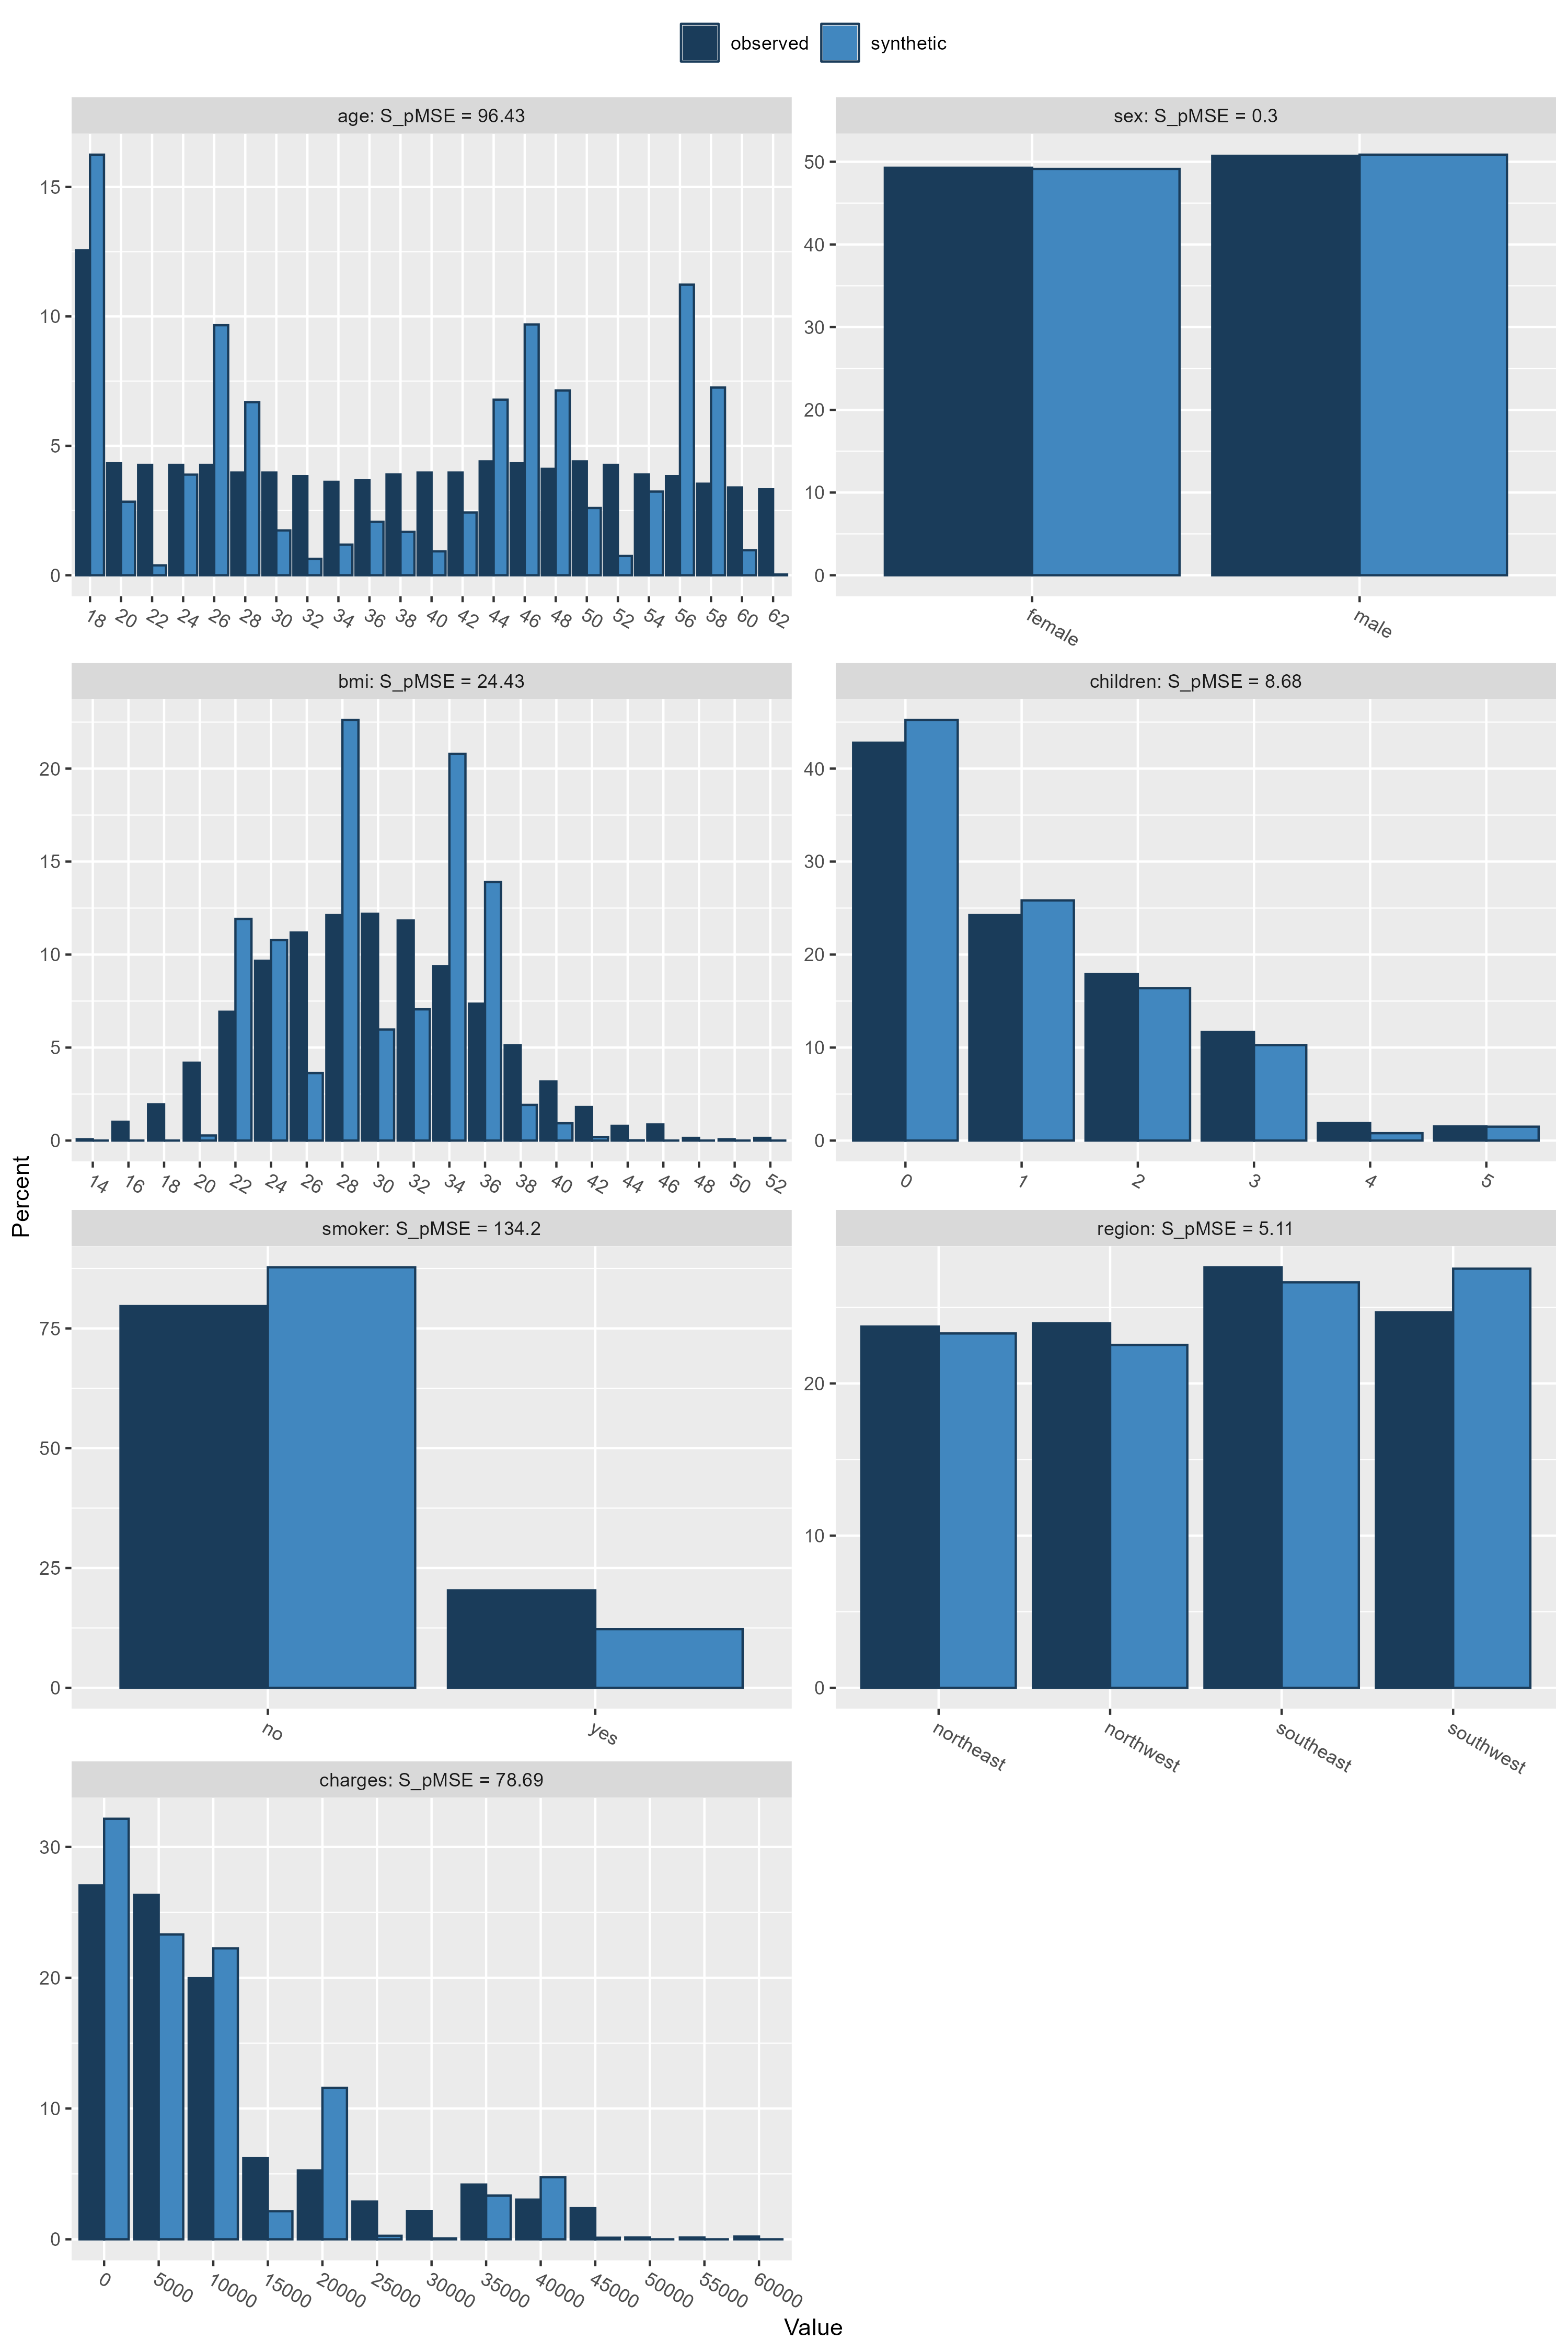 observed synthetic
age: S_pMSE = 96.43
15
10
5
0
18 20 22 24 26 28 30 32 34 36 38 40 42 44 46 48 50 52 54 56 58 60 62
sex: S_pMSE = 0.3
50
40
30
20
10
0
female male
bmi: S_pMSE = 24.43
20
15
10
5
0
14 16 18 20 22 24 26 28 30 32 34 36 38 40 42 44 46 48 50 52
children: S_pMSE = 8.68
40
30
20
10
0
0 1 2 3 4 5
Percent
smoker: S_pMSE = 134.2
75
50
25
0
no yes
region: S_pMSE = 5.11
20
10
0
northeast northwest southeast southwest
charges: S_pMSE = 78.69
30
20
10
0
0 5000 10000 15000 20000 25000 30000 35000 40000 45000 50000 55000 60000
Value